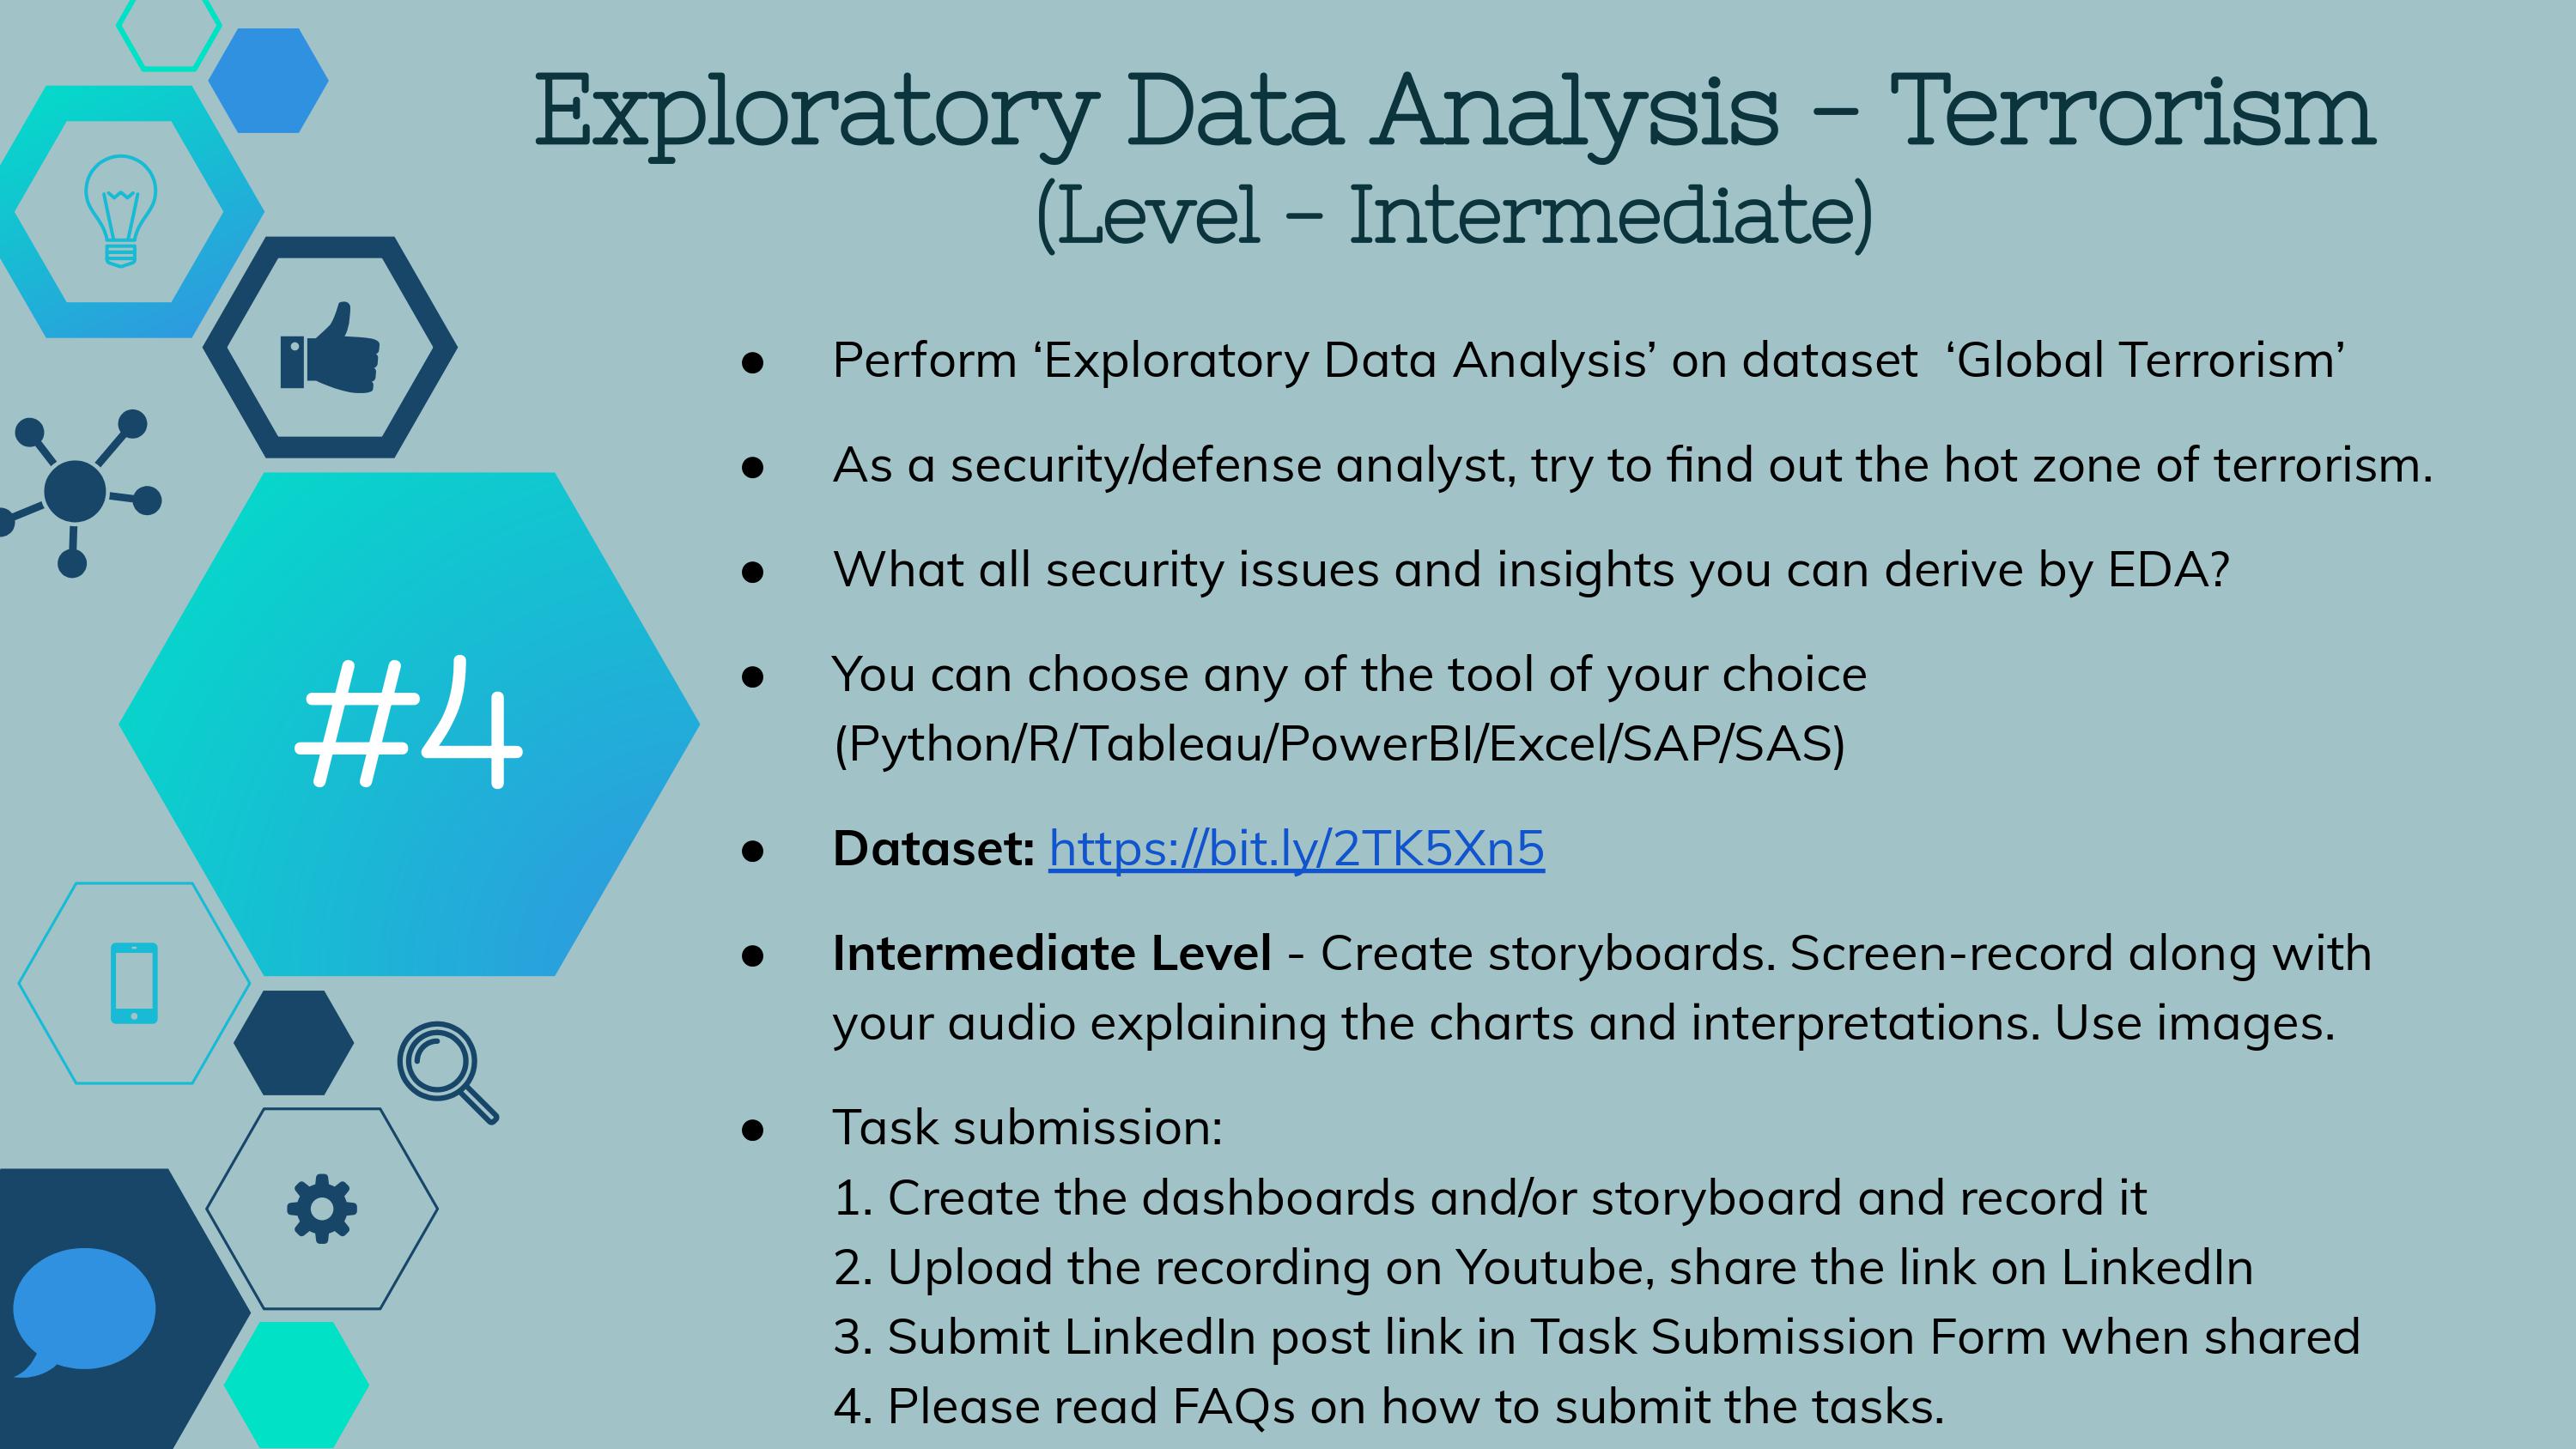 Exploratory Data Analysis - Terrorism
(Level - Intermediate)
● Perform ‘Exploratory Data Analysis’ on dataset  ‘Global Terrorism’
● As a security/defense analyst, try to find out the hot zone of terrorism.
● What all security issues and insights you can derive by EDA?
#4
● You can choose any of the tool of your choice
(Python/R/Tableau/PowerBI/Excel/SAP/SAS)
● Dataset: https://bit.ly/2TK5Xn5
● Intermediate Level - Create storyboards. Screen-record along with
your audio explaining the charts and interpretations. Use images.
● Task submission:
1. Create the dashboards and/or storyboard and record it
2. Upload the recording on Youtube, share the link on LinkedIn
3. Submit LinkedIn post link in Task Submission Form when shared
4. Please read FAQs on how to submit the tasks.